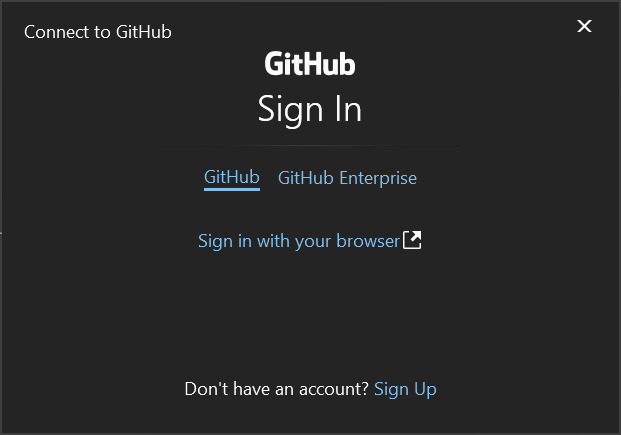 Connect to GitHub
GitHub
Sign In
GitHub GitHub Enterprise
Sign in with your browser
Don't have an account? Sign Up